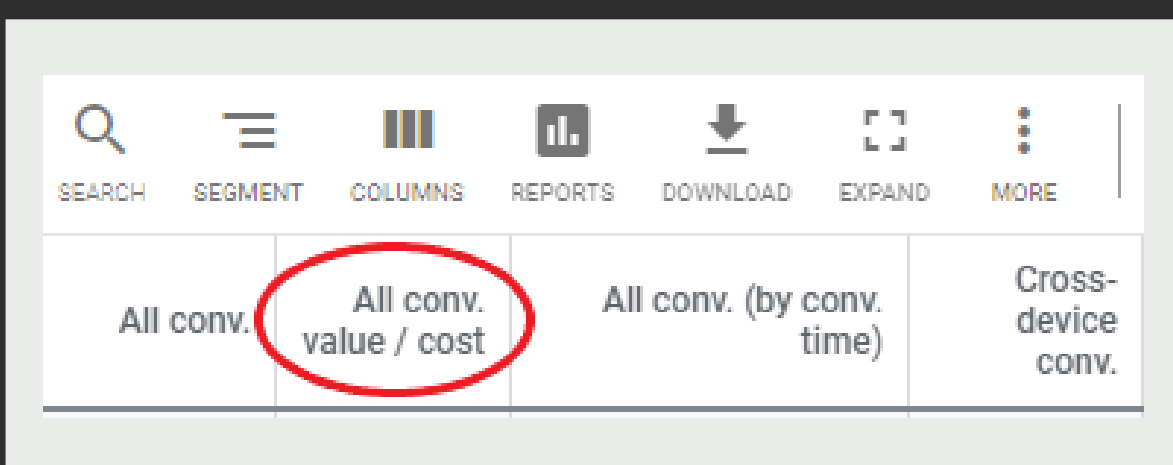 SEARCH
SEGMENT
COLUMNS
REPORTS
DOWNLOAD
EXPAND
MORE
All conv.
All conv.
value / cost
All conv. (by conv.
time)
Cross-
device
conv.